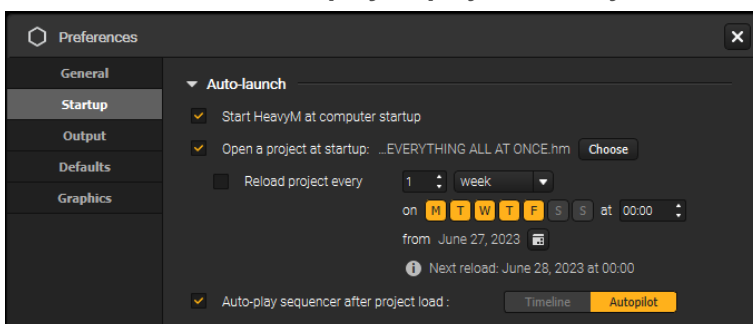 Preferences
General
Auto-launch
Startup
Start HeavyM at computer startup
Output
Open a project at startup: ...EVERYTHING ALL AT ONCE.hm Choose
Defaults
Reload project every 1 week
Graphics
on M T W T F S S at 00:00
from June 27, 2023
Next reload: June 28, 2023 at 00:00
Auto-play sequencer after project load : Timeline Autopilot